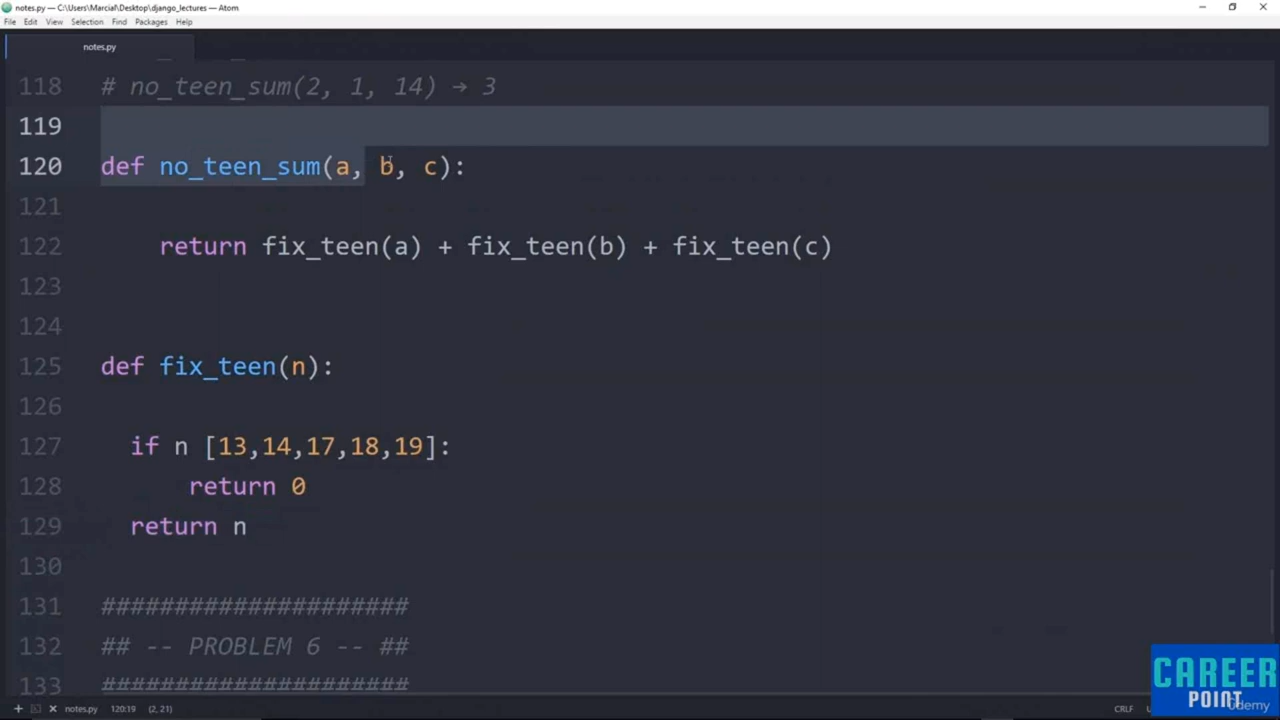 notes.py — C:\Users\Marcial\Desktop\django_lectures — Atom
File Edit View Selection Find Packages Help
notes.py
118 # no_teen_sum(2, 1, 14) → 3
119
120 def no_teen_sum(a, b, c):
121
122 return fix_teen(a) + fix_teen(b) + fix_teen(c)
123
124
125 def fix_teen(n):
126
127 if n [13,14,17,18,19]:
128 return 0
129 return n
130
131 #####################
132 ## -- PROBLEM 6 -- ##
133 #####################
CAREER
POINT
ûdemy
notes.py 120:19 (2, 21) CRLF